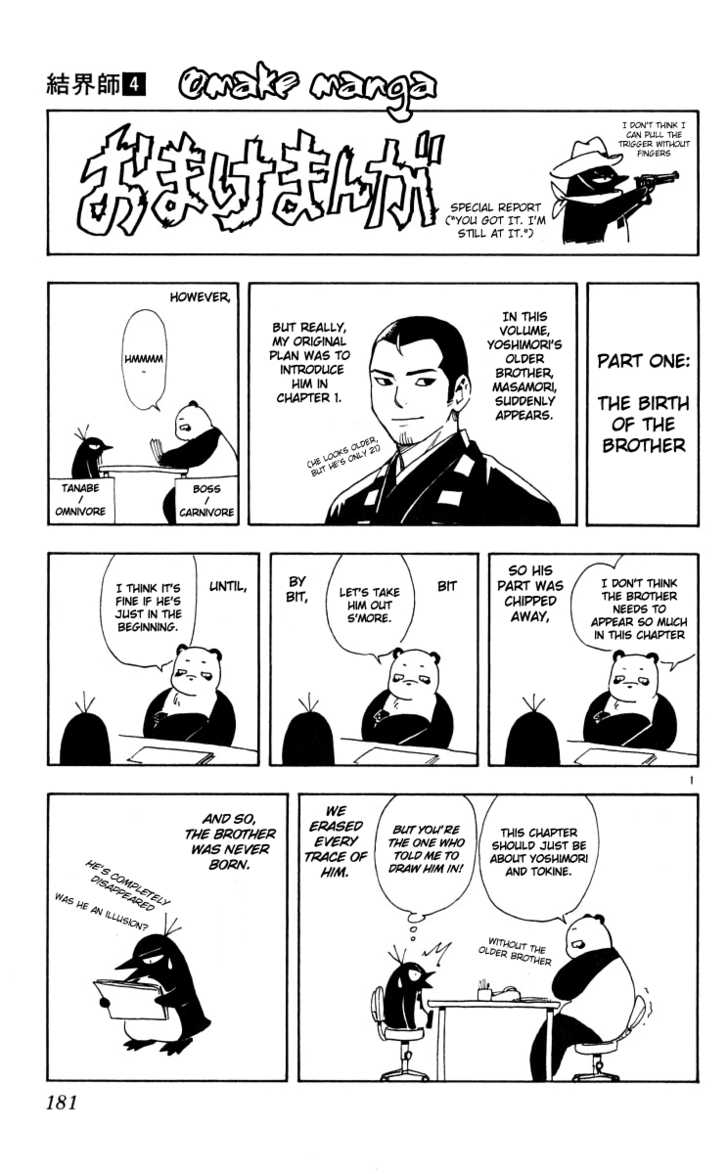 結界師 4
omake manga
おまけまんが
SPECIAL REPORT
("YOU GOT IT. I'M
STILL AT IT.")
I DON'T THINK I
CAN PULL THE
TRIGGER WITHOUT
FINGERS
PART ONE:
THE BIRTH
OF THE
BROTHER
IN THIS
VOLUME,
YOSHIMORI'S
OLDER
BROTHER,
MASAMORI,
SUDDENLY
APPEARS.
BUT REALLY,
MY ORIGINAL
PLAN WAS TO
INTRODUCE
HIM IN
CHAPTER 1.
(HE LOOKS OLDER,
BUT HE'S ONLY 21)
HOWEVER,
HMMMM
-
BOSS
/
CARNIVORE
TANABE
/
OMNIVORE
I DON'T THINK
THE BROTHER
NEEDS TO
APPEAR SO MUCH
IN THIS CHAPTER
SO HIS
PART WAS
CHIPPED
AWAY,
BIT
LET'S TAKE
HIM OUT
S'MORE.
BY
BIT,
UNTIL,
I THINK IT'S
FINE IF HE'S
JUST IN THE
BEGINNING.
1
THIS CHAPTER
SHOULD JUST BE
ABOUT YOSHIMORI
AND TOKINE.
WITHOUT THE
OLDER BROTHER
BUT YOU'RE
THE ONE WHO
TOLD ME TO
DRAW HIM IN!
WE
ERASED
EVERY
TRACE OF
HIM.
AND SO,
THE BROTHER
WAS NEVER
BORN.
HE'S COMPLETELY
DISAPPEARED
WAS HE AN ILLUSION?
181